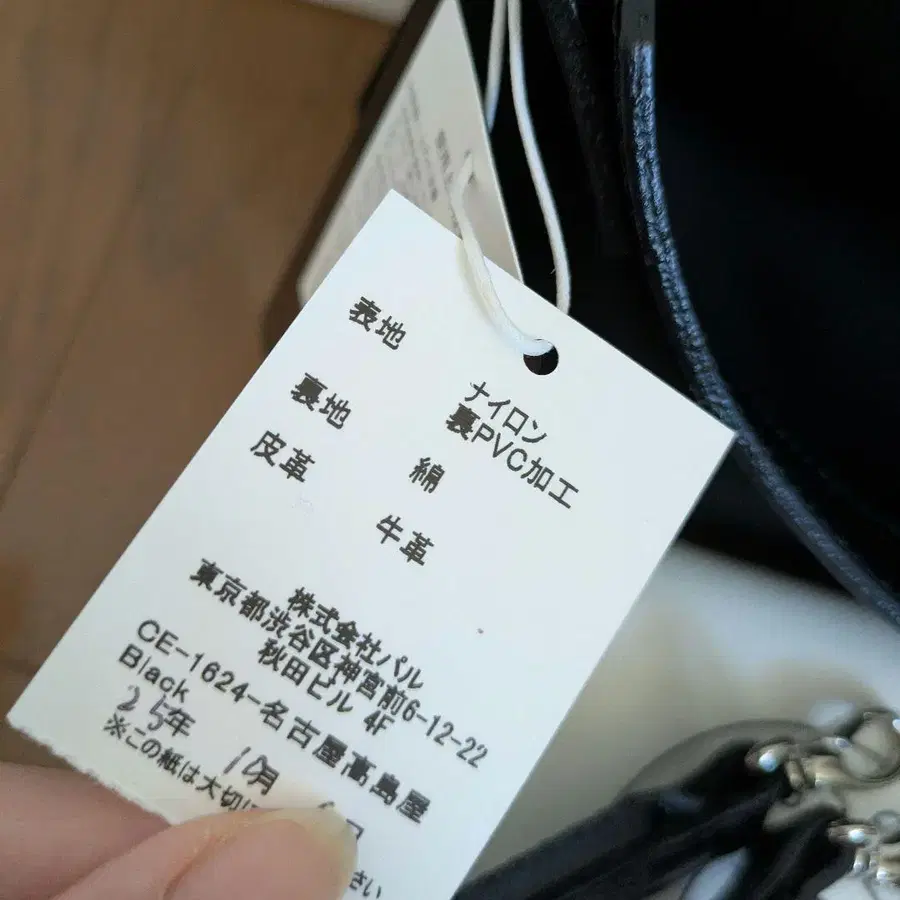 表地
ナイロン
裏PVC加工
裏地
綿
皮革
牛革
株式会社パル
東京都渋谷区神宮前6-12-22
秋田ビル 4F
CE-1624-名古屋高島屋
Black
25年 10月
※この紙は大切に
さい